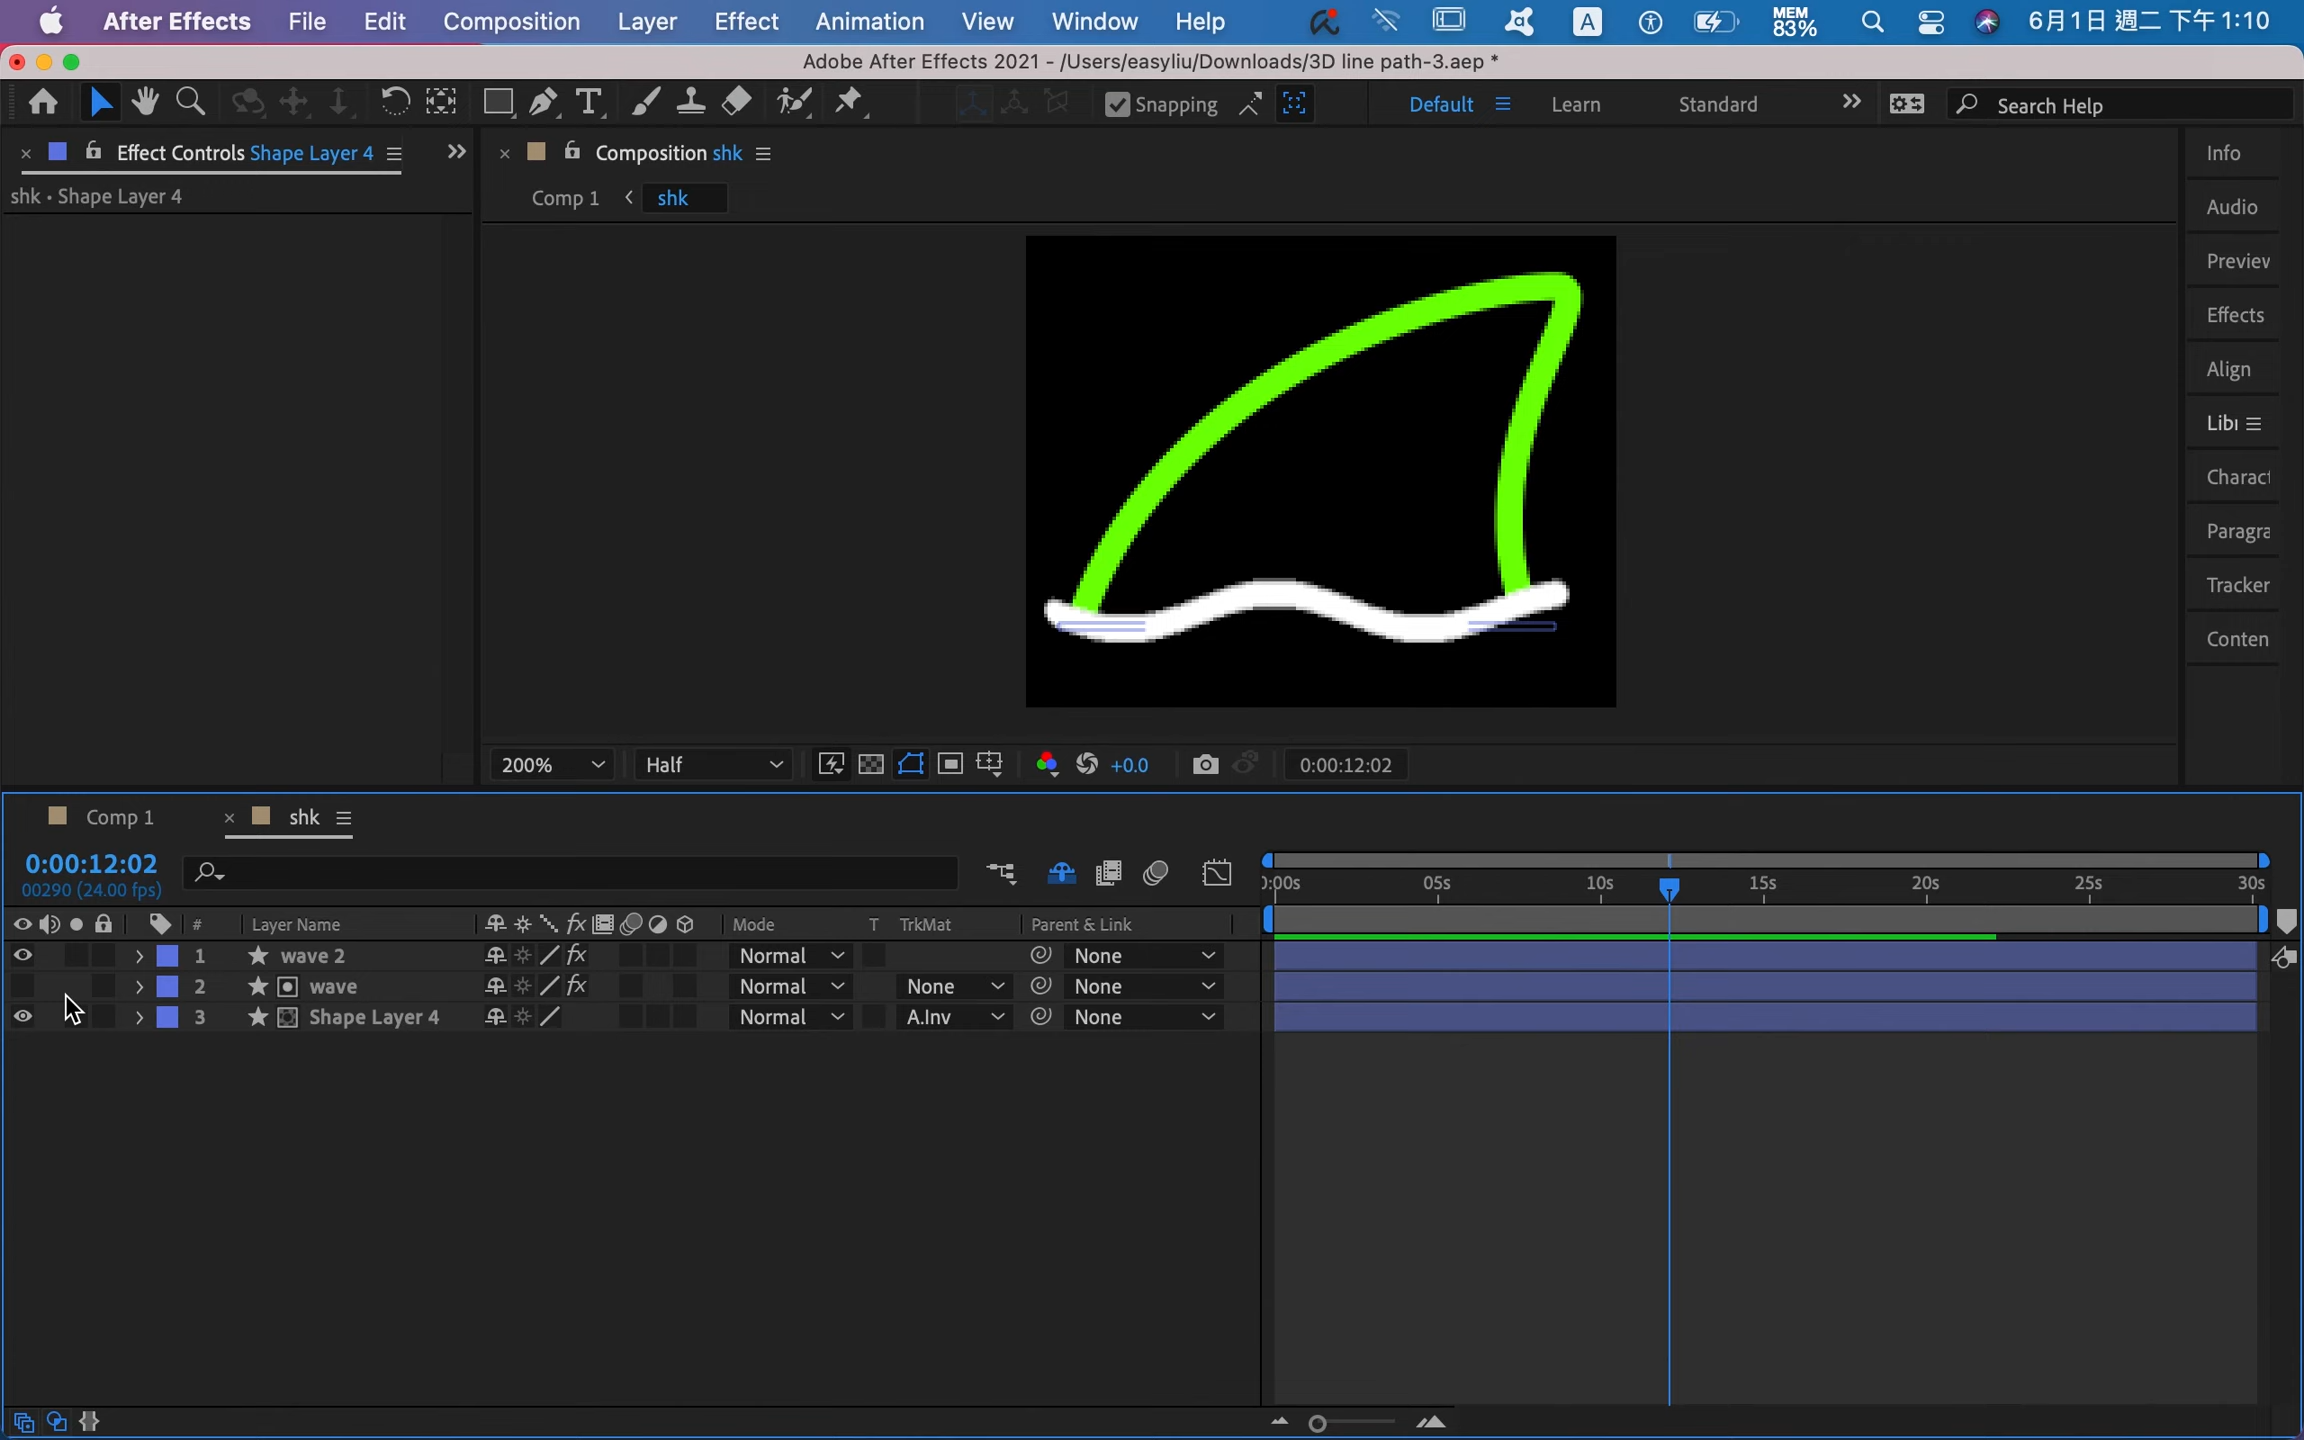 After Effects File Edit Composition Layer Effect Animation View Window Help A MEM 83% 6月1日 週二 下午 1:10
Adobe After Effects 2021 - /Users/easyliu/Downloads/3D line path-3.aep *
Snapping Default Learn Standard Search Help
Effect Controls Shape Layer 4
Composition shk
Info
shk • Shape Layer 4
Comp 1 shk
Audio
Preview
Effects
Align
Libr
Charact
Paragra
Tracker
Conten
200% Half +0.0 0:00:12:02
Comp 1 shk
0:00:12:02
00290 (24.00 fps)
0:00s 05s 10s 15s 20s 25s 30s
# Layer Name fx Mode T TrkMat Parent & Link
1 wave 2 fx Normal None
2 wave fx Normal None None
3 Shape Layer 4 Normal A.Inv None